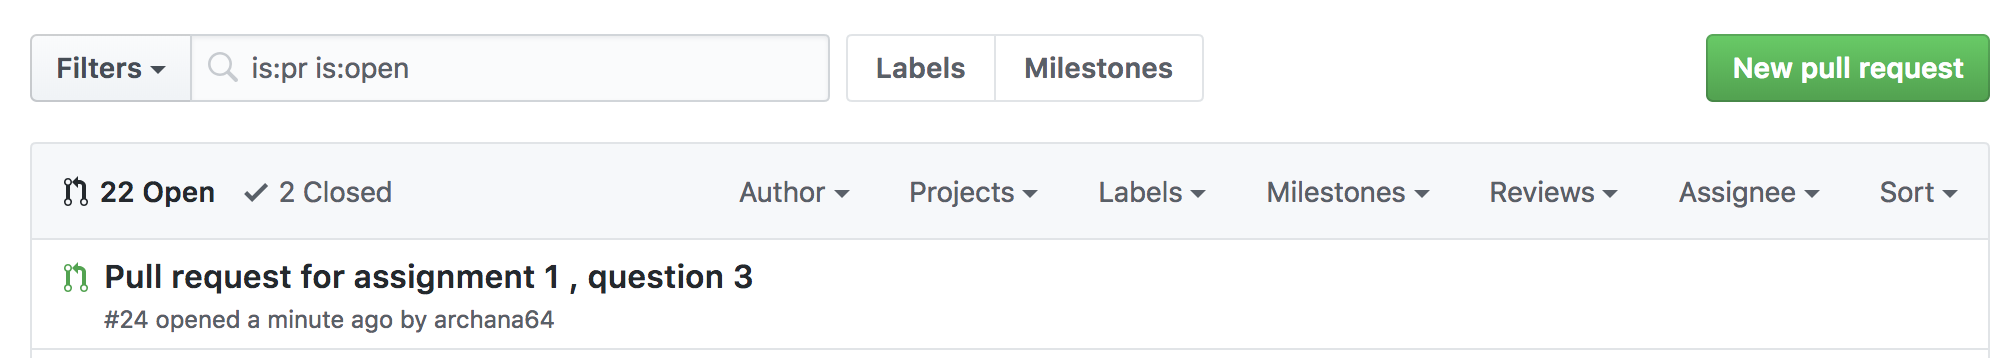 Filters is:pr is:open Labels Milestones New pull request
22 Open 2 Closed Author Projects Labels Milestones Reviews Assignee Sort
Pull request for assignment 1 , question 3
#24 opened a minute ago by archana64